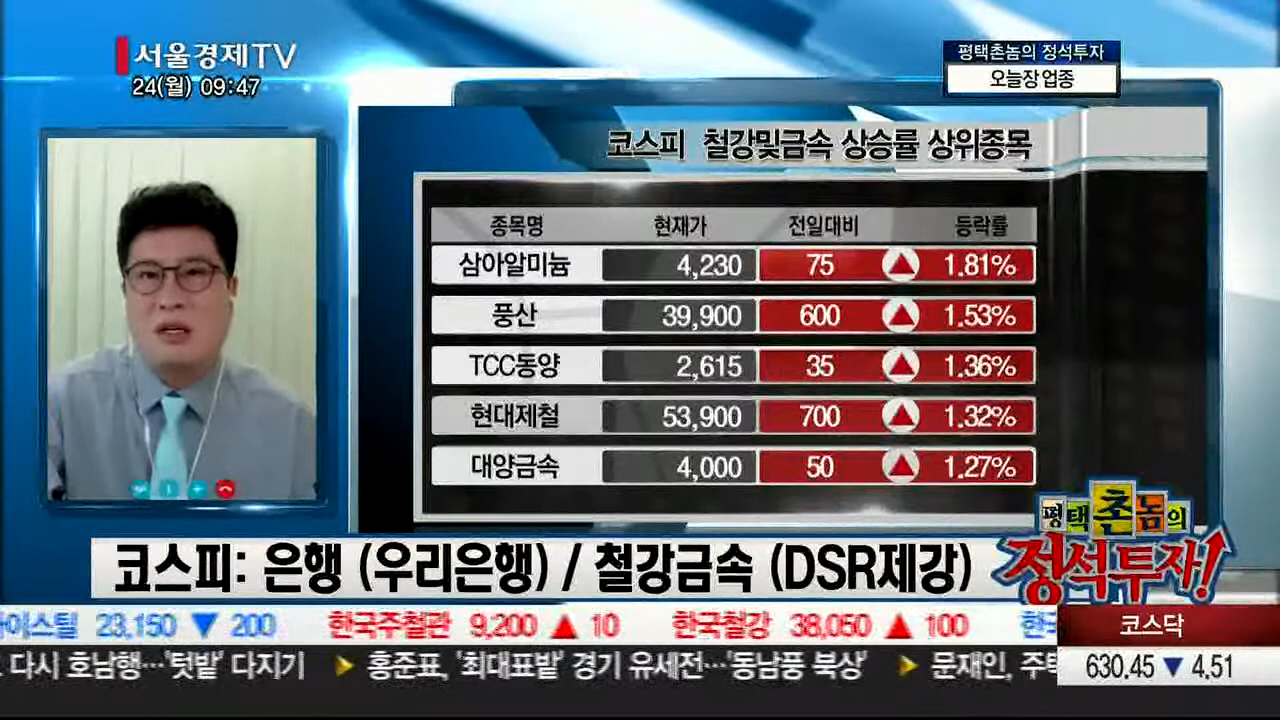 서울경제TV
24(월) 09:47
평택촌놈의 정석투자
오늘장 업종
코스피 철강및금속 상승률 상위종목
종목명 현재가 전일대비 등락률
삼아알미늄 4,230 75 1.81%
풍산 39,900 600 1.53%
TCC동양 2,615 35 1.36%
현대제철 53,900 700 1.32%
대양금속 4,000 50 1.27%
평택촌놈의
정석투자!
코스피: 은행 (우리은행) / 철강금속 (DSR제강)
이스틸 23,150 ▼ 200 한국주철관 9,200 ▲ 10 한국철강 38,050 ▲ 100
코스닥
다시 호남행…'텃밭' 다지기 ▶ 홍준표, '최대표밭' 경기 유세전…'동남풍 북상' ▶ 문재인,
630.45 ▼ 4.51